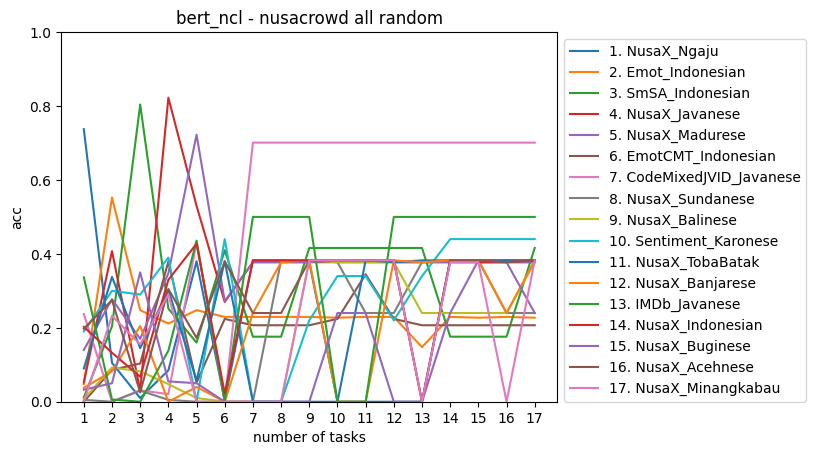 bert_ncl - nusacrowd all random
1.0
0.8
0.6
0.4
0.2
0.0
acc
1 2 3 4 5 6 7 8 9 10 11 12 13 14 15 16 17
number of tasks
1. NusaX_Ngaju
2. Emot_Indonesian
3. SmSA_Indonesian
4. NusaX_Javanese
5. NusaX_Madurese
6. EmotCMT_Indonesian
7. CodeMixedJVID_Javanese
8. NusaX_Sundanese
9. NusaX_Balinese
10. Sentiment_Karonese
11. NusaX_TobaBatak
12. NusaX_Banjarese
13. IMDb_Javanese
14. NusaX_Indonesian
15. NusaX_Buginese
16. NusaX_Acehnese
17. NusaX_Minangkabau